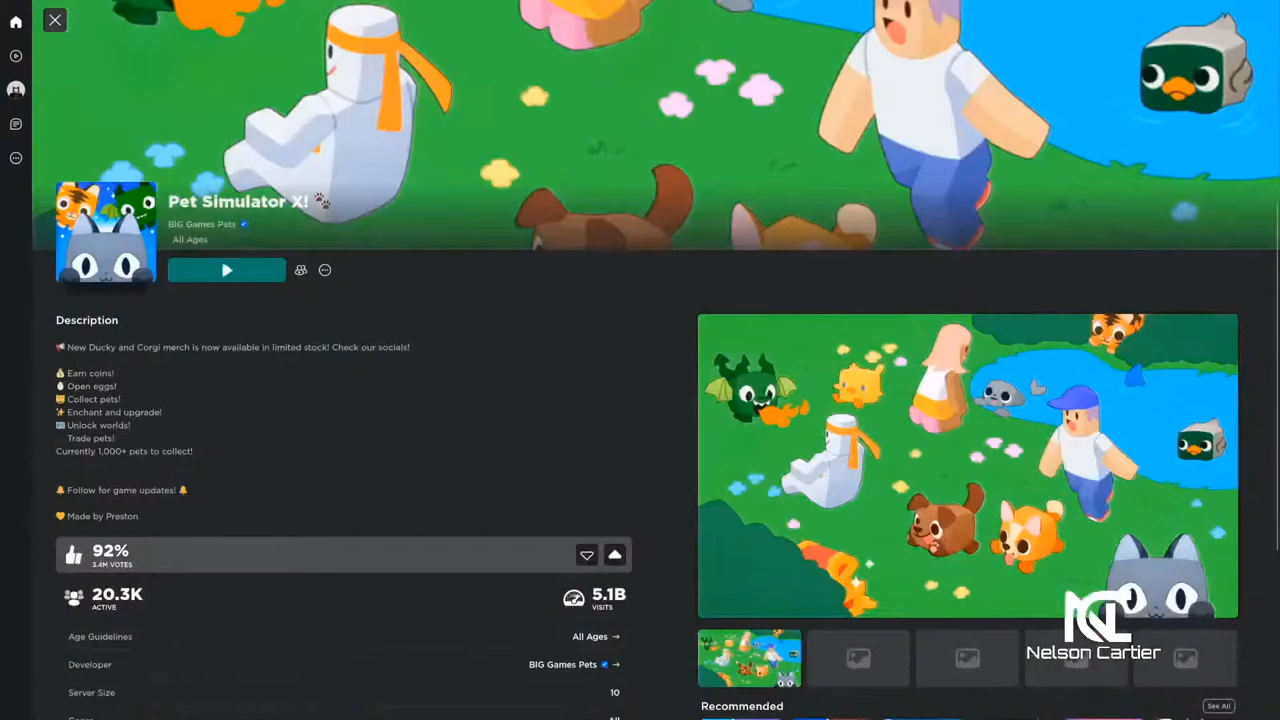 Pet Simulator X! 🐾
BIG Games Pets
All Ages
Description
📢 New Ducky and Corgi merch is now available in limited stock! Check our socials!
💰 Earn coins!
🥚 Open eggs!
🐱 Collect pets!
✨ Enchant and upgrade!
🗺️ Unlock worlds!
Trade pets!
Currently 1,000+ pets to collect!
🔔 Follow for game updates! 🔔
🧡 Made by Preston
92%
3.4M VOTES
20.3K
ACTIVE
5.1B
VISITS
Age Guidelines
All Ages →
Developer
BIG Games Pets →
Server Size
10
NCL
Nelson Cartier
Recommended
See All